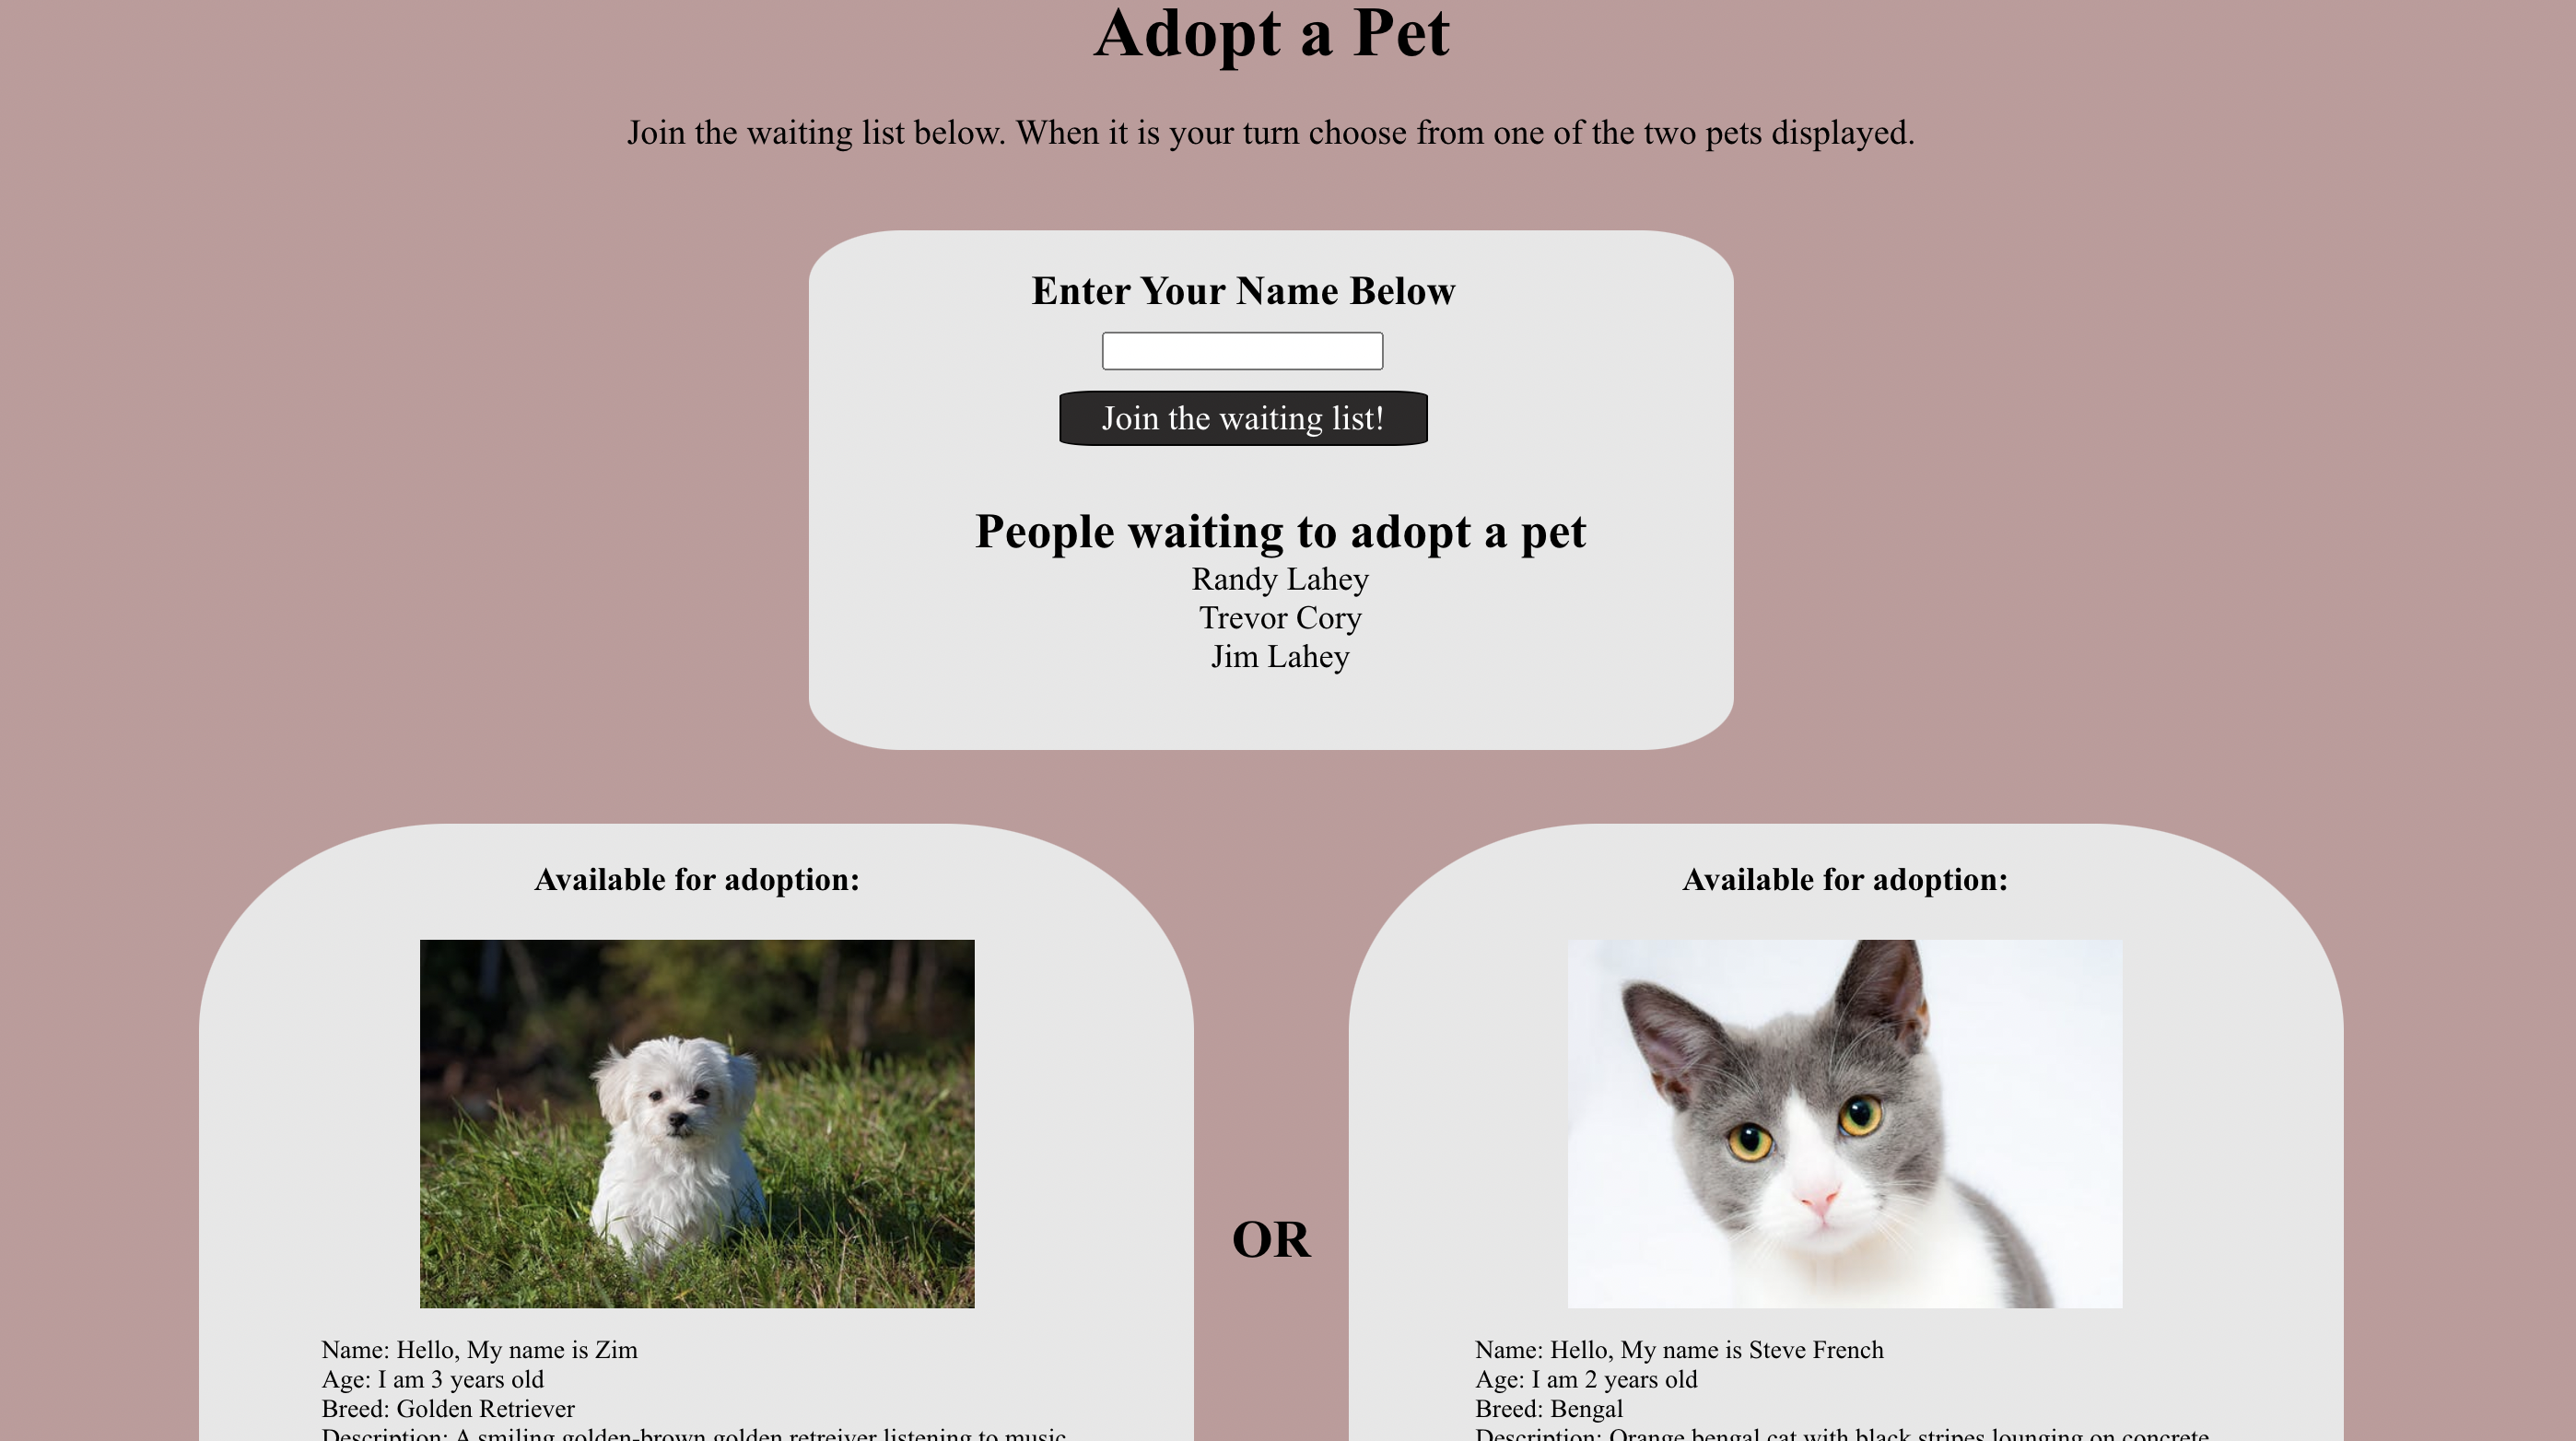 Adopt a Pet
Join the waiting list below. When it is your turn choose from one of the two pets displayed.
Enter Your Name Below
Join the waiting list!
People waiting to adopt a pet
Randy Lahey
Trevor Cory
Jim Lahey
Available for adoption:
Name: Hello, My name is Zim
Age: I am 3 years old
Breed: Golden Retriever
Description: A smiling golden-brown golden retreiver listening to music
OR
Available for adoption:
Name: Hello, My name is Steve French
Age: I am 2 years old
Breed: Bengal
Description: Orange bengal cat with black stripes lounging on concrete